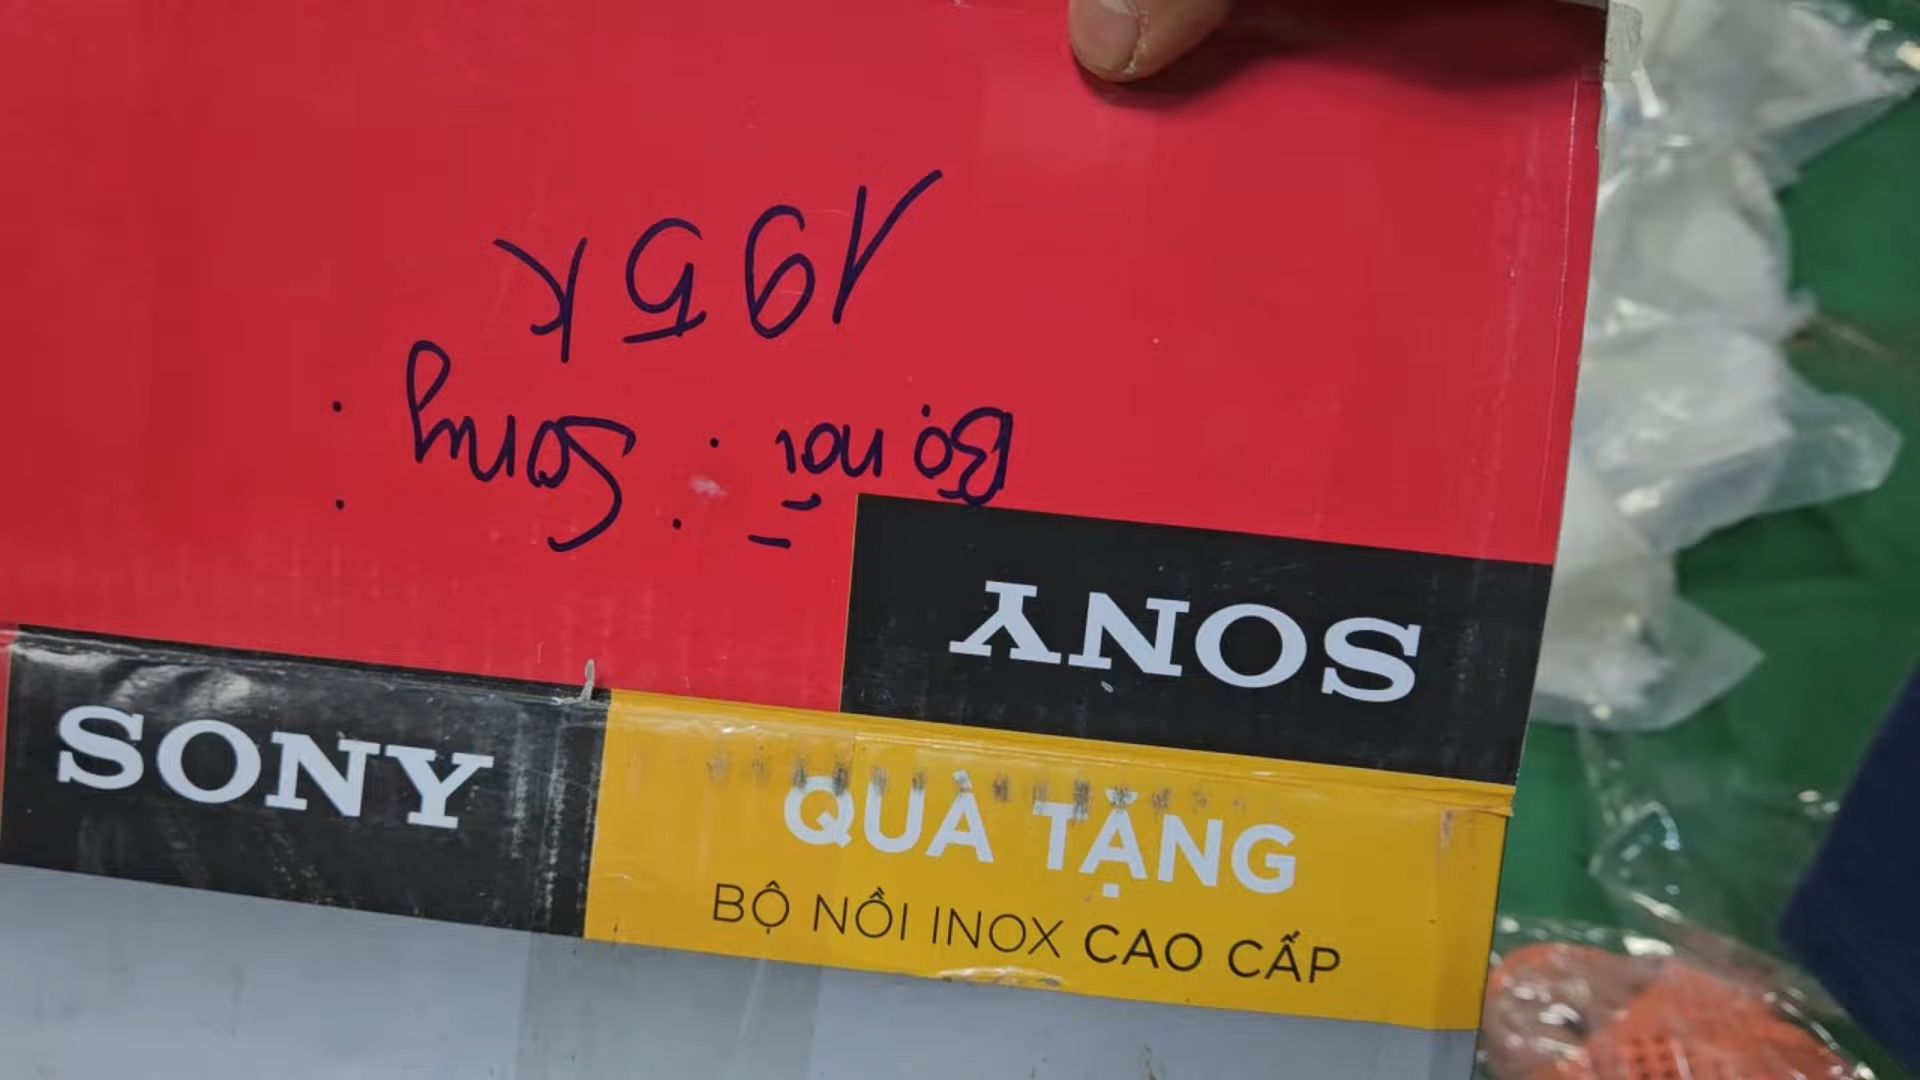 Bộ nồi : Sony :
195K
SONY
SONY
QUÀ TẶNG
BỘ NỒI INOX CAO CẤP